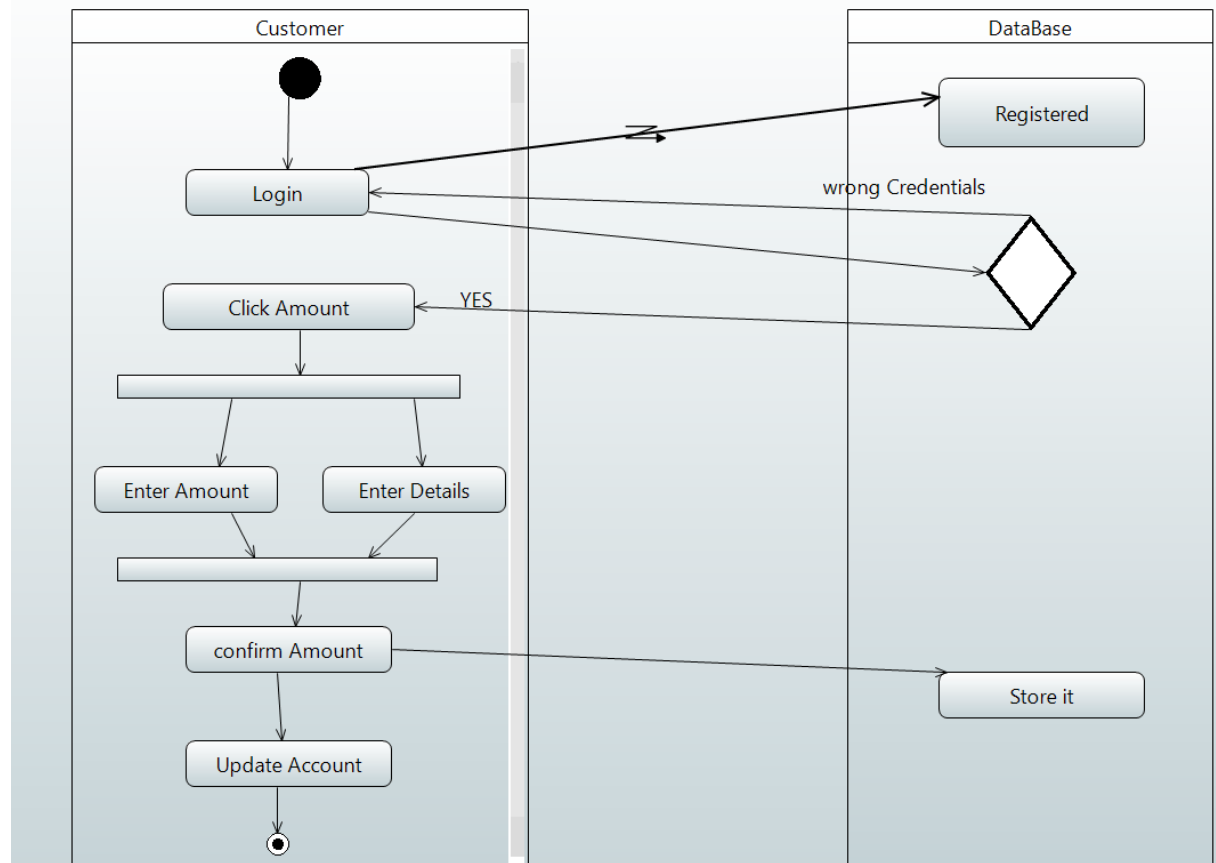 Customer
DataBase
Registered
Login
wrong Credentials
Click Amount
YES
Enter Amount
Enter Details
confirm Amount
Store it
Update Account